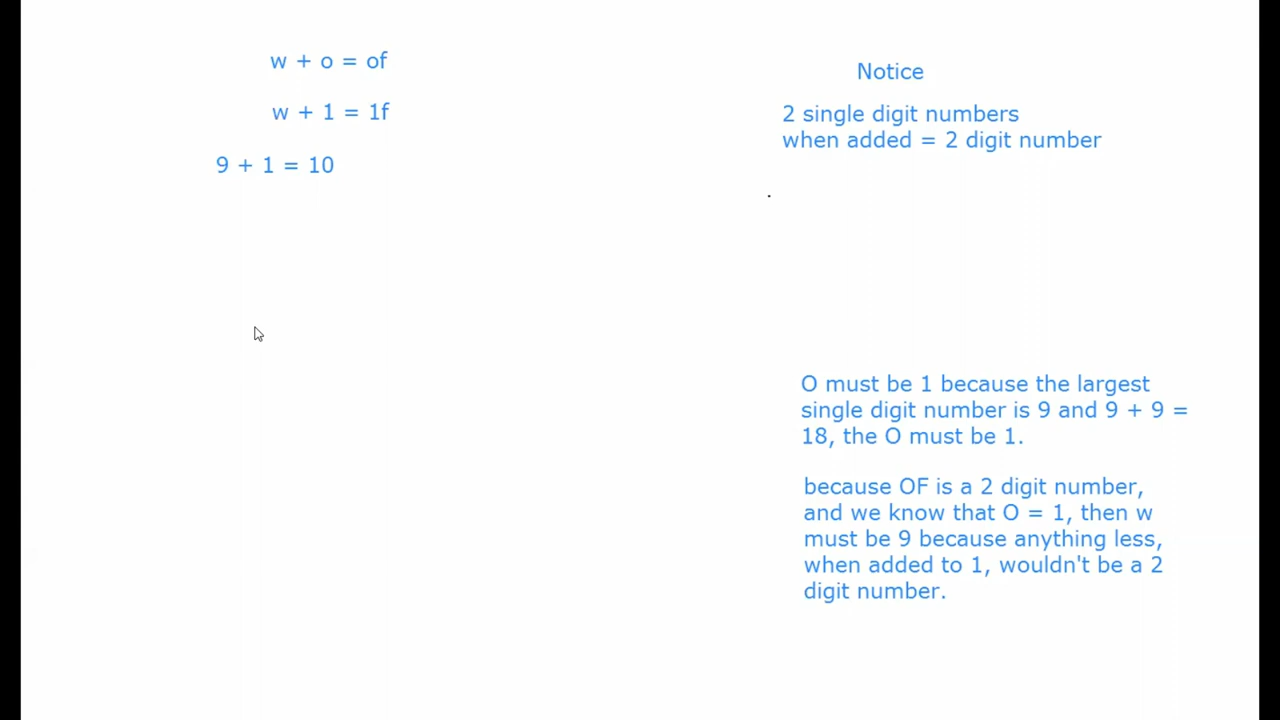 w + o = of
w + 1 = 1f
9 + 1 = 10
Notice
2 single digit numbers
when added = 2 digit number
O must be 1 because the largest
single digit number is 9 and 9 + 9 =
18, the O must be 1.
because OF is a 2 digit number,
and we know that O = 1, then w
must be 9 because anything less,
when added to 1, wouldn't be a 2
digit number.